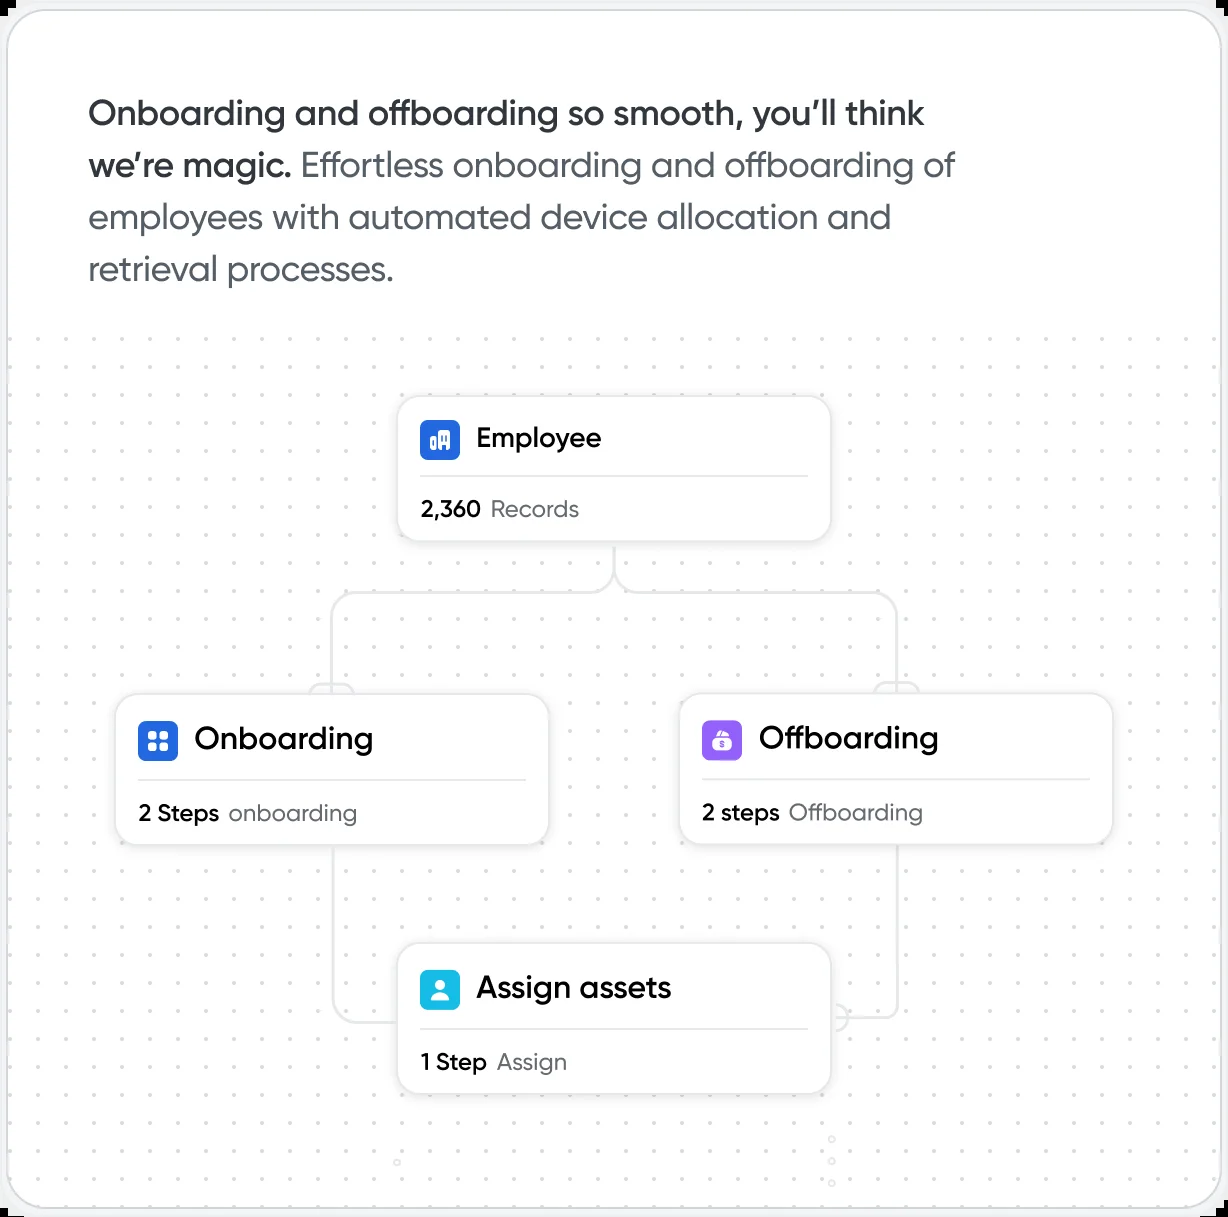 Onboarding and offboarding so smooth, you’ll think
we’re magic. Effortless onboarding and offboarding of
employees with automated device allocation and
retrieval processes.
Employee
2,360 Records
Onboarding
2 Steps onboarding
Offboarding
2 steps Offboarding
Assign assets
1 Step Assign